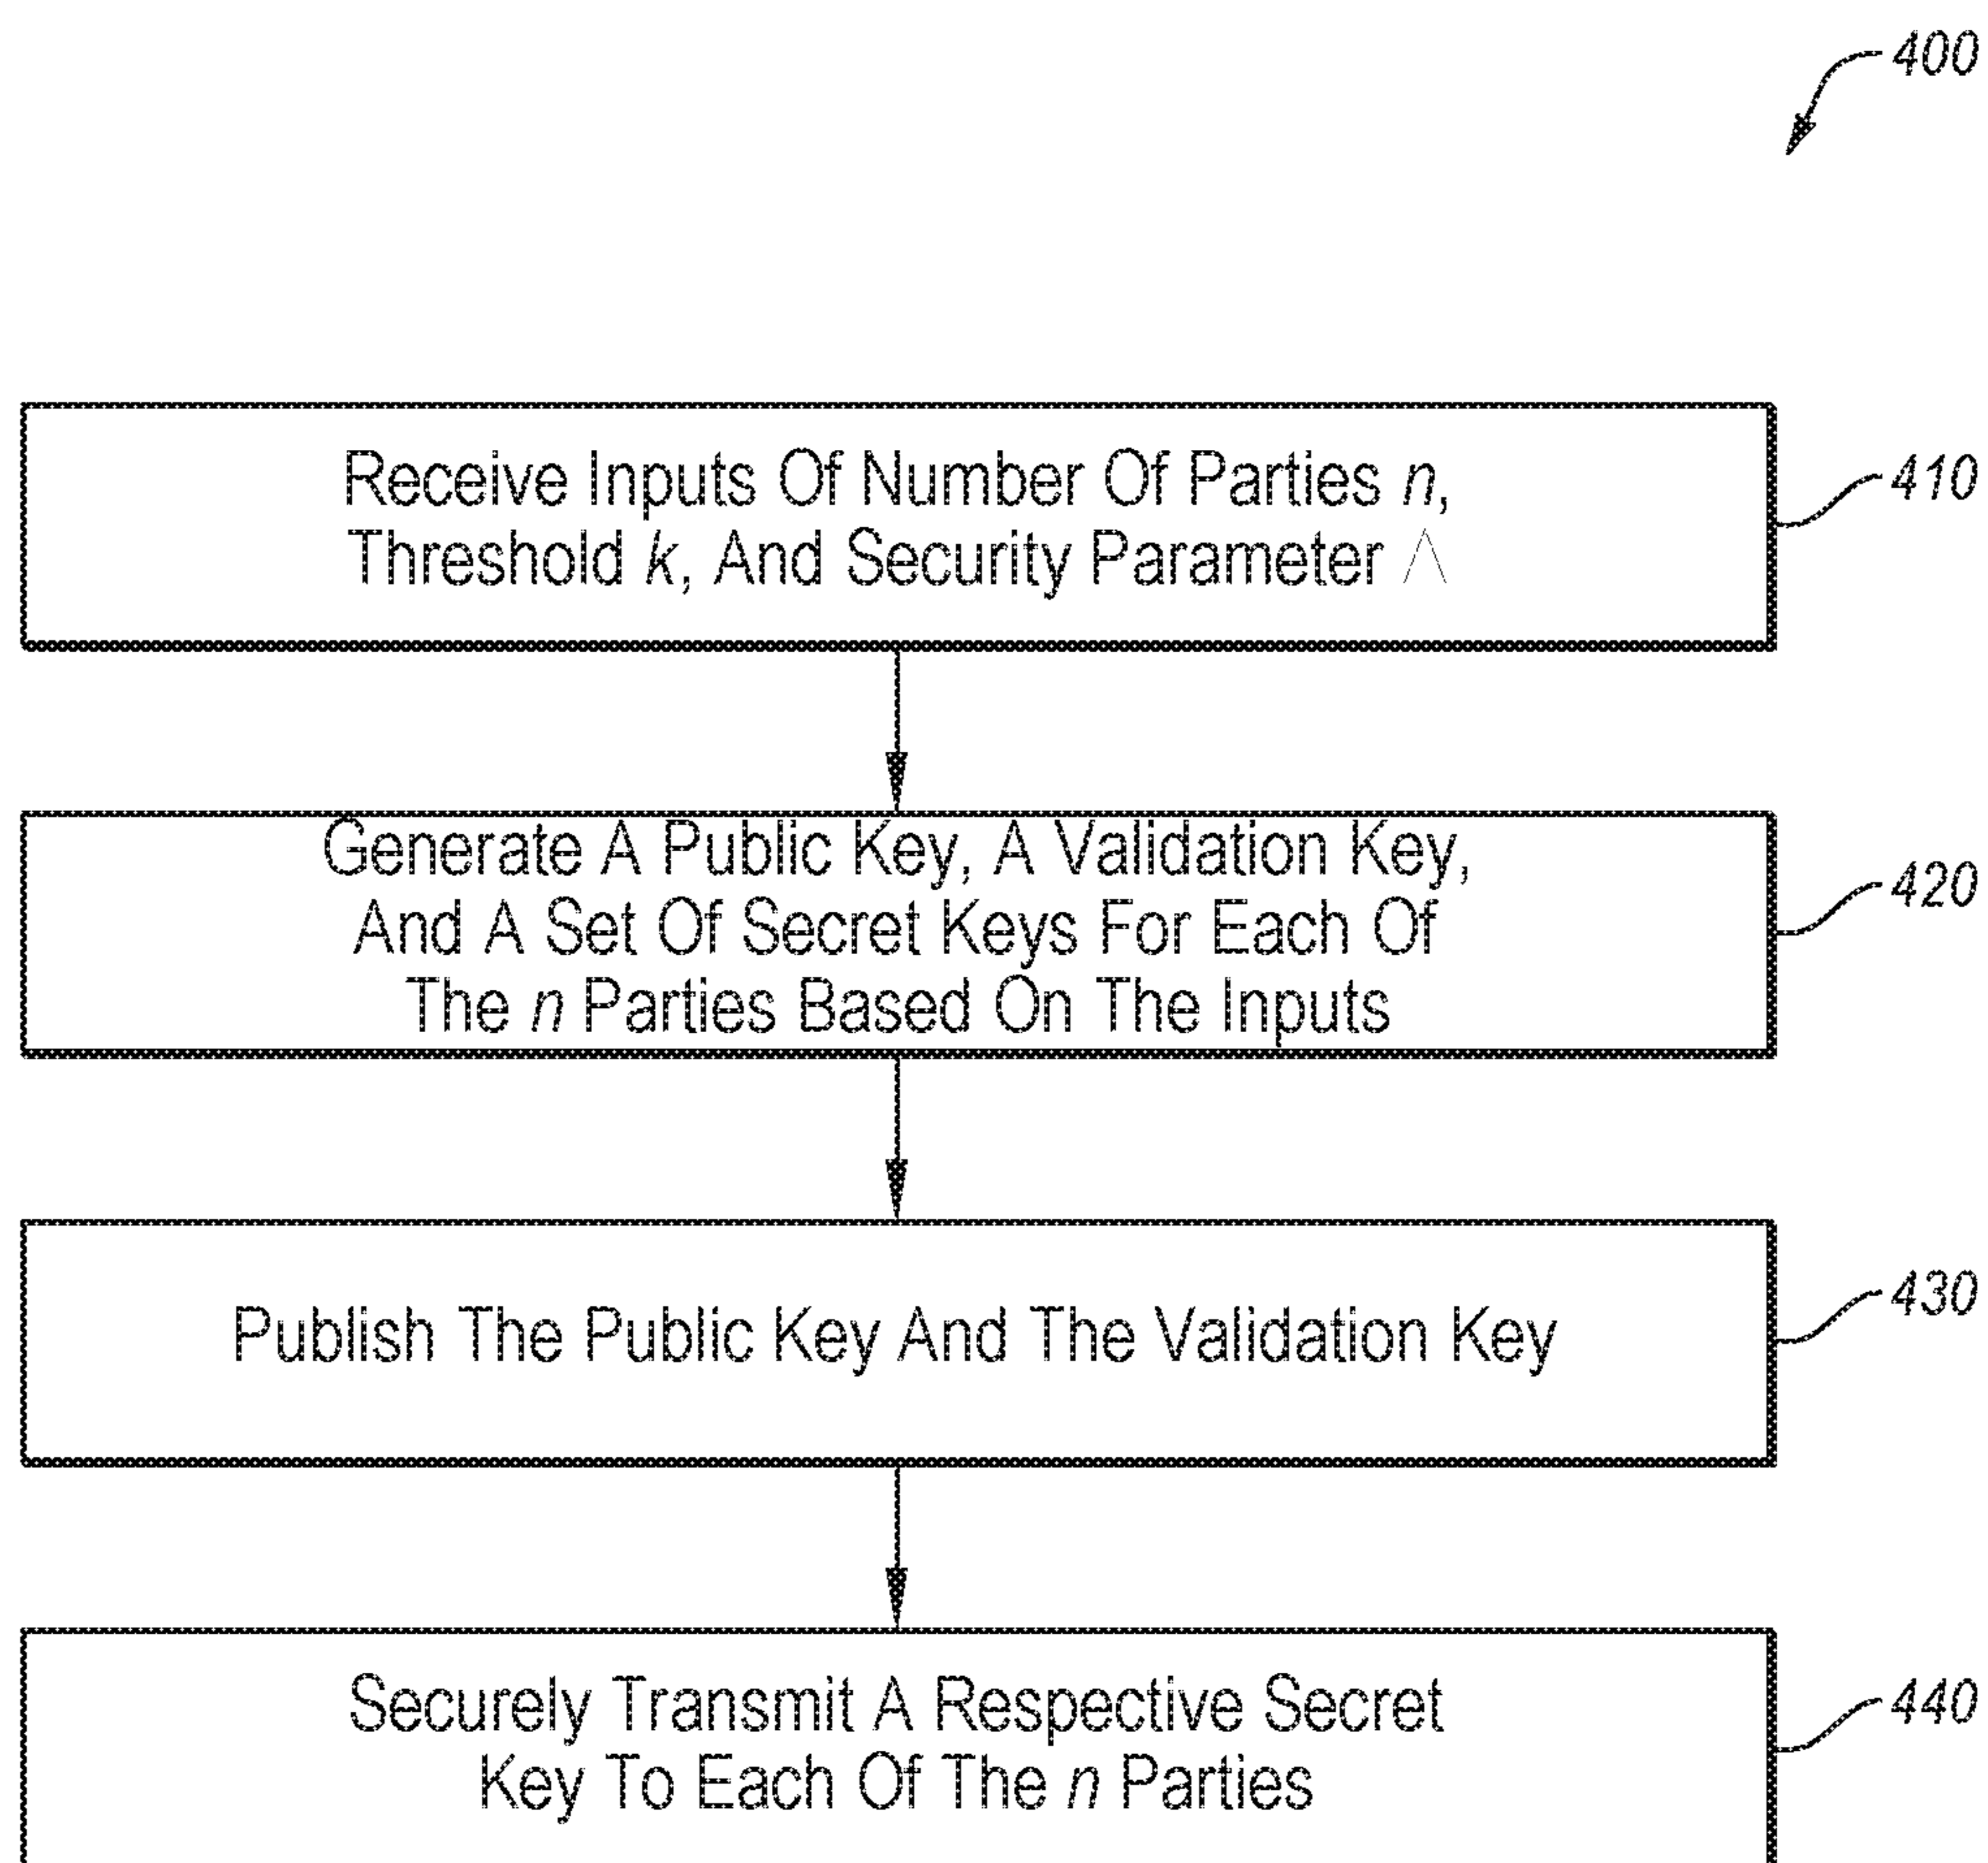 400
Receive Inputs Of Number Of Parties n,
Threshold k, And Security Parameter Λ
410
Generate A Public Key, A Validation Key,
And A Set Of Secret Keys For Each Of
The n Parties Based On The Inputs
420
Publish The Public Key And The Validation Key
430
Securely Transmit A Respective Secret
Key To Each Of The n Parties
440